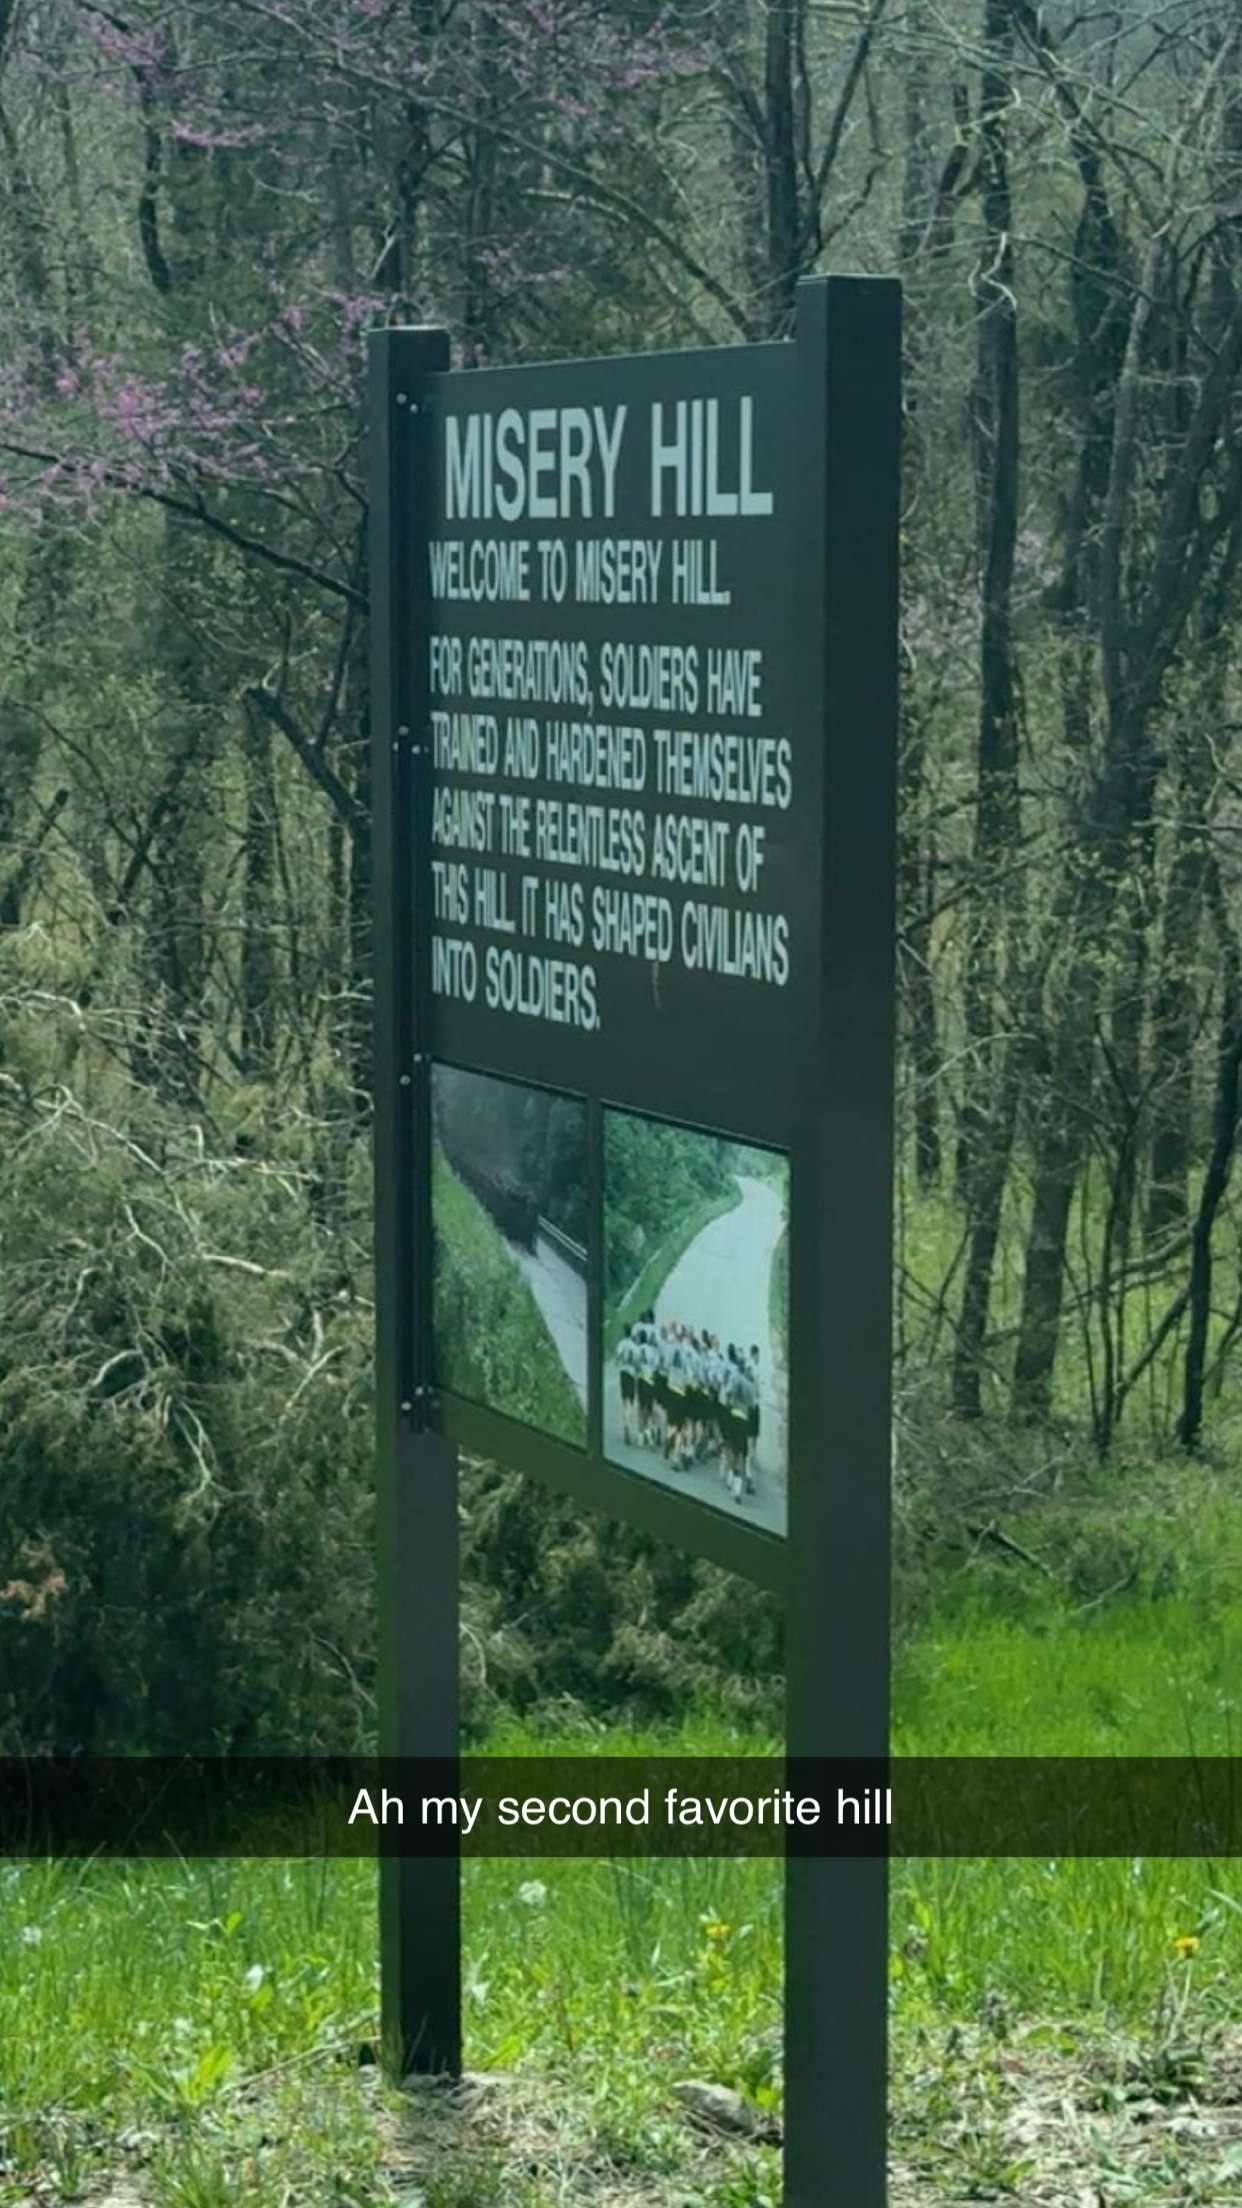 MISERY HILL
WELCOME TO MISERY HILL.
FOR GENERATIONS, SOLDIERS HAVE
TRAINED AND HARDENED THEMSELVES
AGAINST THE RELENTLESS ASCENT OF
THIS HILL. IT HAS SHAPED CIVILIANS
INTO SOLDIERS.
Ah my second favorite hill